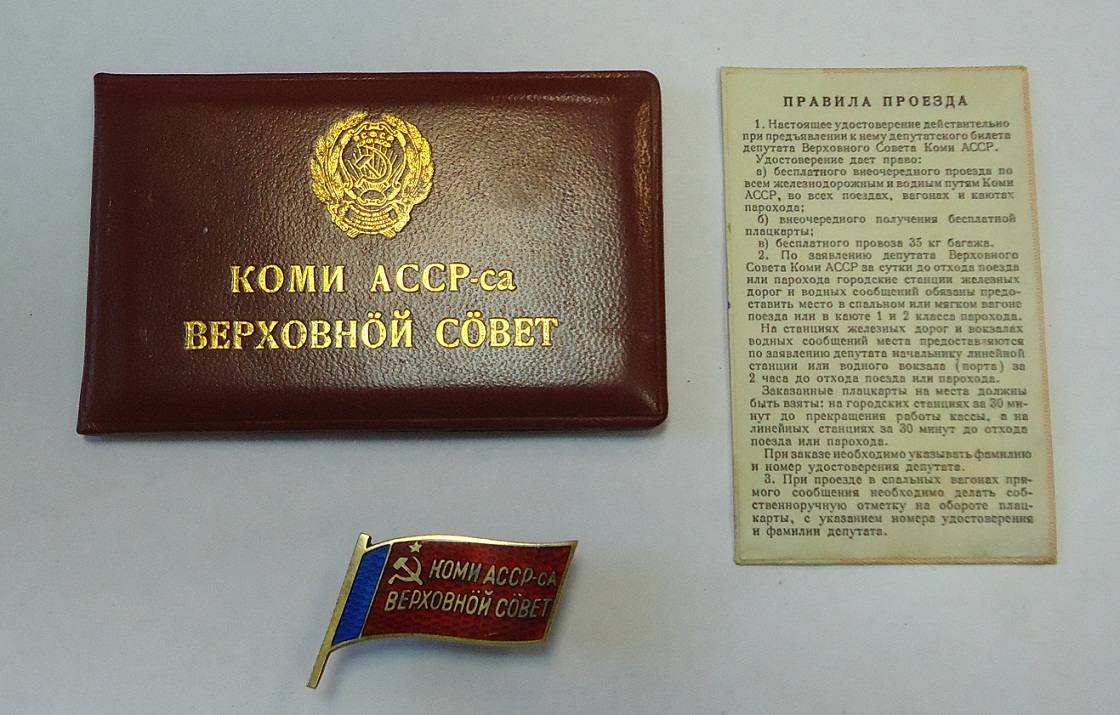 КОМИ АССР-са
ВЕРХОВНӦЙ СӦВЕТ
ПРАВИЛА ПРОЕЗДА
1. Настоящее удостоверение действительно
при предъявлении к нему депутатского билета
депутата Верховного Совета Коми АССР.
Удостоверение дает право:
а) бесплатного внеочередного проезда по
всем железнодорожным и водным путям Коми
АССР, во всех поездах, вагонах и каютах
парохода;
б) внеочередного получения бесплатной
плацкарты;
в) бесплатного провоза 35 кг багажа.
2. По заявлению депутата Верховного
Совета Коми АССР за сутки до отхода поезда
или парохода городские станции железных
дорог и водных сообщений обязаны предо-
ставить место в спальном или мягком вагоне
поезда или в каюте 1 и 2 класса парохода.
На станциях железных дорог и вокзалах
водных сообщений места предоставяются
по заявлению депутата начальнику линейной
станции или водного вокзала (порта) за
2 часа до отхода поезда или парохода.
Заказанные плацкарты на места должны
быть взяты: на городских станциях за 30 ми-
нут до прекращения работы кассы, а на
линейных станциях за 30 минут до отхода
поезда или парохода.
При заказе необходимо указывать фамилию
и номер удостоверения депутата.
3. При проезде в спальных вагонах пря-
мого сообщения необходимо делать соб-
ственноручную отметку на обороте плац-
карты, с указанием номера удостоверения
и фамилии депутата.
КОМИ АССР-са
ВЕРХОВНӦЙ СӦВЕТ